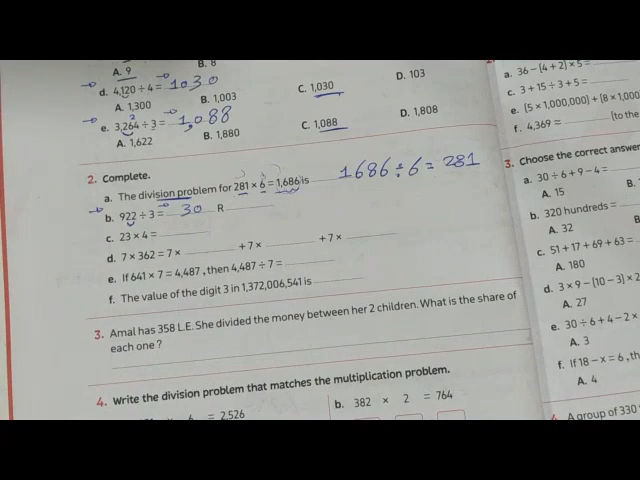 A. 9
B. 8
d. 4,120 ÷ 4 = 1030
A. 1,300 B. 1,003 C. 1,030 D. 103
e. 3,264 ÷ 3 = 1,088
A. 1,622 B. 1,880 C. 1,088 D. 1,808
2. Complete.
a. The division problem for 281 × 6 = 1,686 is 1686 ÷ 6 = 281
b. 922 ÷ 3 = 30 R
c. 23 × 4 =
d. 7 × 362 = 7 × + 7 × + 7 ×
e. If 641 × 7 = 4,487, then 4,487 ÷ 7 =
f. The value of the digit 3 in 1,372,006,541 is
3. Amal has 358 L.E. She divided the money between her 2 children. What is the share of
each one ?
4. Write the division problem that matches the multiplication problem.
= 2,526
b. 382 × 2 = 764
a. 36 – (4 + 2) × 5 =
c. 3 + 15 ÷ 3 + 5 =
e. (5 × 1,000,000) + (8 × 1,000
f. 4,369 = (to the
3. Choose the correct answer
a. 30 ÷ 6 + 9 – 4 =
A. 15 B.
b. 320 hundreds =
A. 32 B
c. 51 + 17 + 69 + 63 =
A. 180
d. 3 × 9 – (10 – 3) × 2
A. 27
e. 30 ÷ 6 + 4 – 2 ×
A. 3
f. If 18 – x = 6, th
A. 4
A group of 330